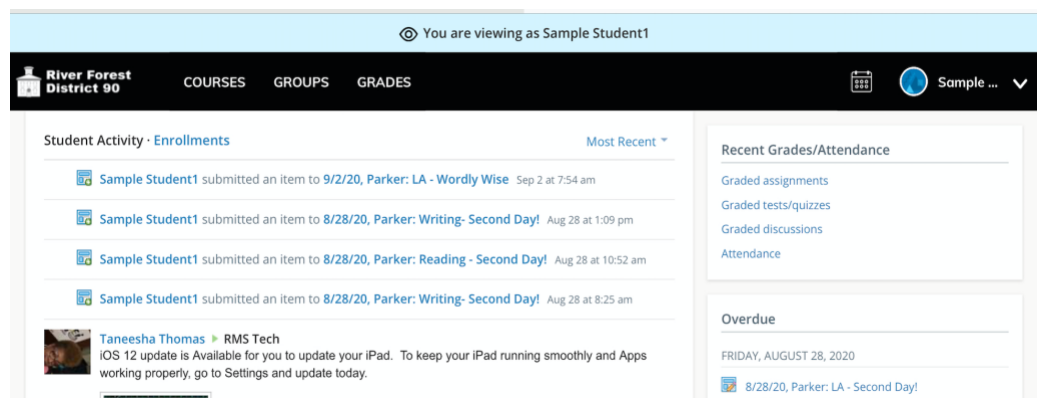 You are viewing as Sample Student1
River Forest
District 90
COURSES GROUPS GRADES
Sample ...
Student Activity · Enrollments
Most Recent
Sample Student1 submitted an item to 9/2/20, Parker: LA - Wordly Wise Sep 2 at 7:54 am
Sample Student1 submitted an item to 8/28/20, Parker: Writing- Second Day! Aug 28 at 1:09 pm
Sample Student1 submitted an item to 8/28/20, Parker: Reading - Second Day! Aug 28 at 10:52 am
Sample Student1 submitted an item to 8/28/20, Parker: Writing- Second Day! Aug 28 at 8:25 am
Taneesha Thomas ▸ RMS Tech
iOS 12 update is Available for you to update your iPad. To keep your iPad running smoothly and Apps
working properly, go to Settings and update today.
Recent Grades/Attendance
Graded assignments
Graded tests/quizzes
Graded discussions
Attendance
Overdue
FRIDAY, AUGUST 28, 2020
8/28/20, Parker: LA - Second Day!